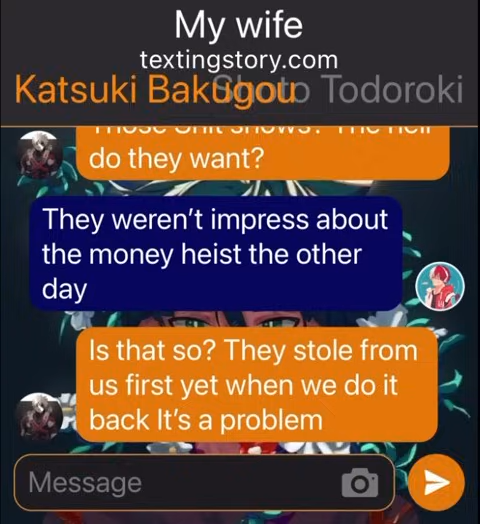 My wife
textingstory.com
Katsuki Bakugou Shoto Todoroki
do they want?
They weren't impress about
the money heist the other
day
Is that so? They stole from
us first yet when we do it
back It's a problem
Message